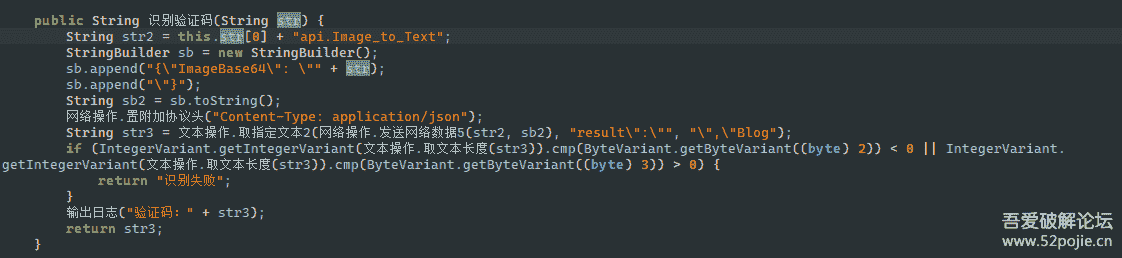 public String 识别验证码(String str) {
String str2 = this.str[0] + "api.Image_to_Text";
StringBuilder sb = new StringBuilder();
sb.append("{\"ImageBase64\": \"" + str);
sb.append("\"}");
String sb2 = sb.toString();
网络操作.置附加协议头("Content-Type: application/json");
String str3 = 文本操作.取指定文本2(网络操作.发送网络数据5(str2, sb2), "result\":\"", "\",\"Blog");
if (IntegerVariant.getIntegerVariant(文本操作.取文本长度(str3)).cmp(ByteVariant.getByteVariant((byte) 2)) < 0 || IntegerVariant.
getIntegerVariant(文本操作.取文本长度(str3)).cmp(ByteVariant.getByteVariant((byte) 3)) > 0) {
return "识别失败";
}
输出日志("验证码：" + str3);
return str3;
}
吾爱破解论坛
www.52pojie.cn